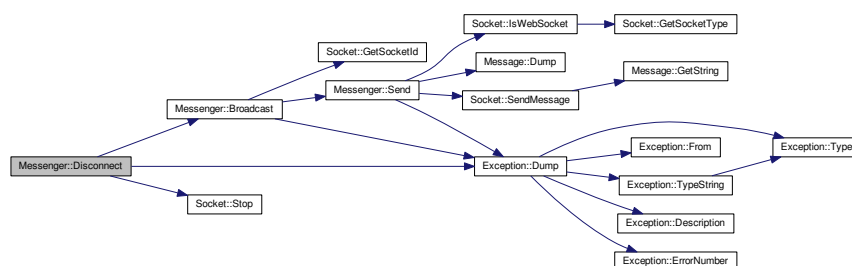 Socket::IsWebSocket
Socket::GetSocketType
Socket::GetSocketId
Message::Dump
Message::GetString
Messenger::Send
Socket::SendMessage
Messenger::Broadcast
Exception::From
Exception::Type
Messenger::Disconnect
Exception::Dump
Exception::TypeString
Socket::Stop
Exception::Description
Exception::ErrorNumber